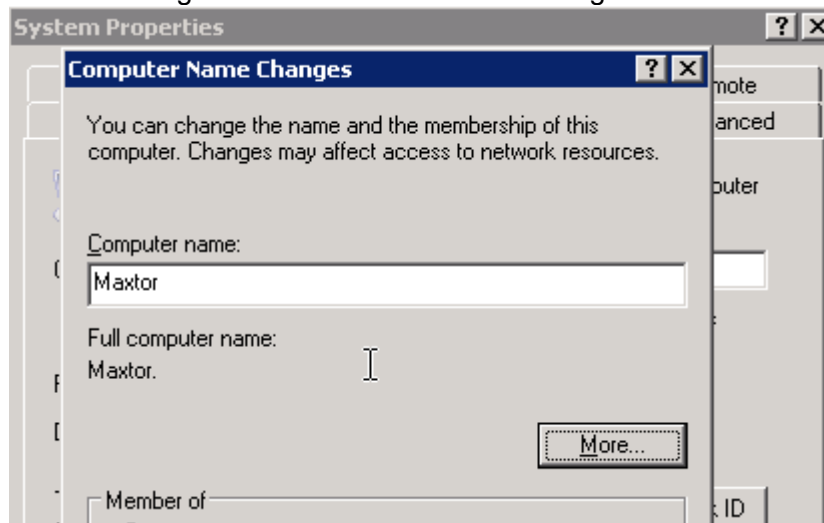 System Properties
Computer Name Changes
mote
You can change the name and the membership of this
anced
computer. Changes may affect access to network resources.
puter
Computer name:
Maxtor
Full computer name:
Maxtor.
More...
Member of
ID